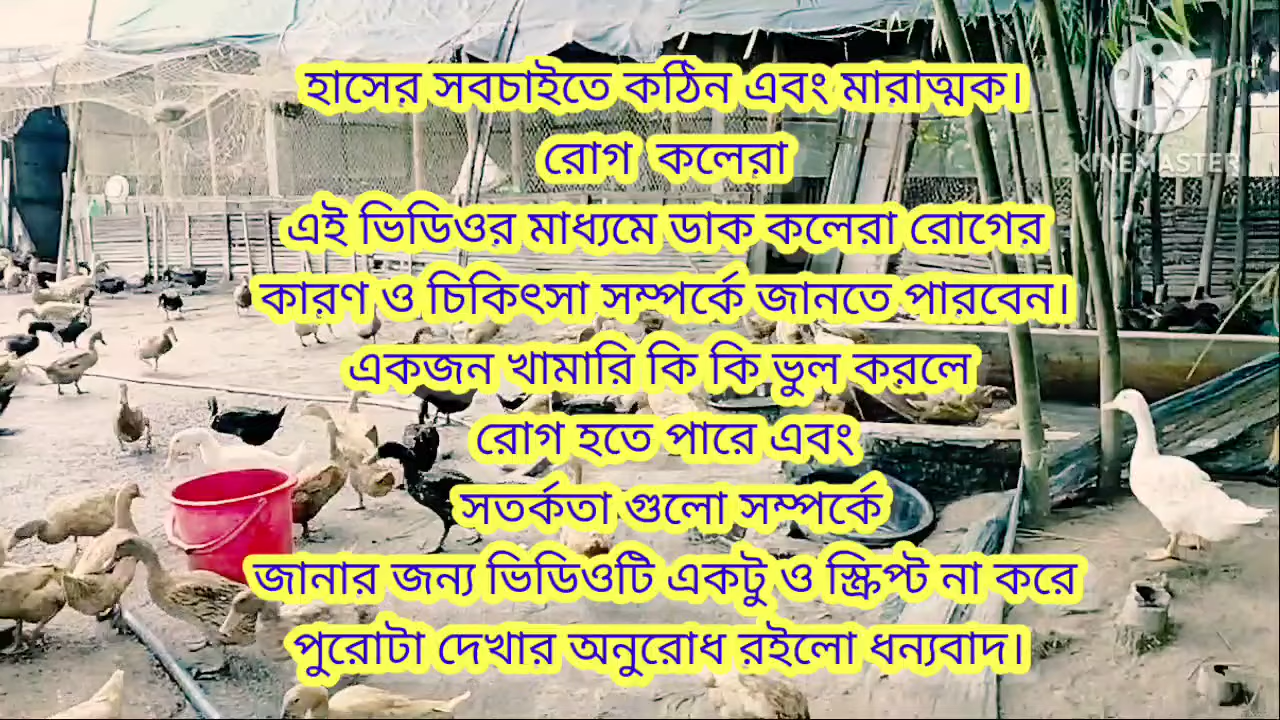 হাসের সবচাইতে কঠিন এবং মারাত্মক।
রোগ কলেরা
এই ভিডিওর মাধ্যমে ডাক কলেরা রোগের
কারণ ও চিকিৎসা সম্পর্কে জানতে পারবেন।
একজন খামারি কি কি ভুল করলে
রোগ হতে পারে এবং
সতর্কতা গুলো সম্পর্কে
জানার জন্য ভিডিওটি একটু ও স্ক্রিপ্ট না করে
পুরোটা দেখার অনুরোধ রইলো ধন্যবাদ।
KINEMASTER